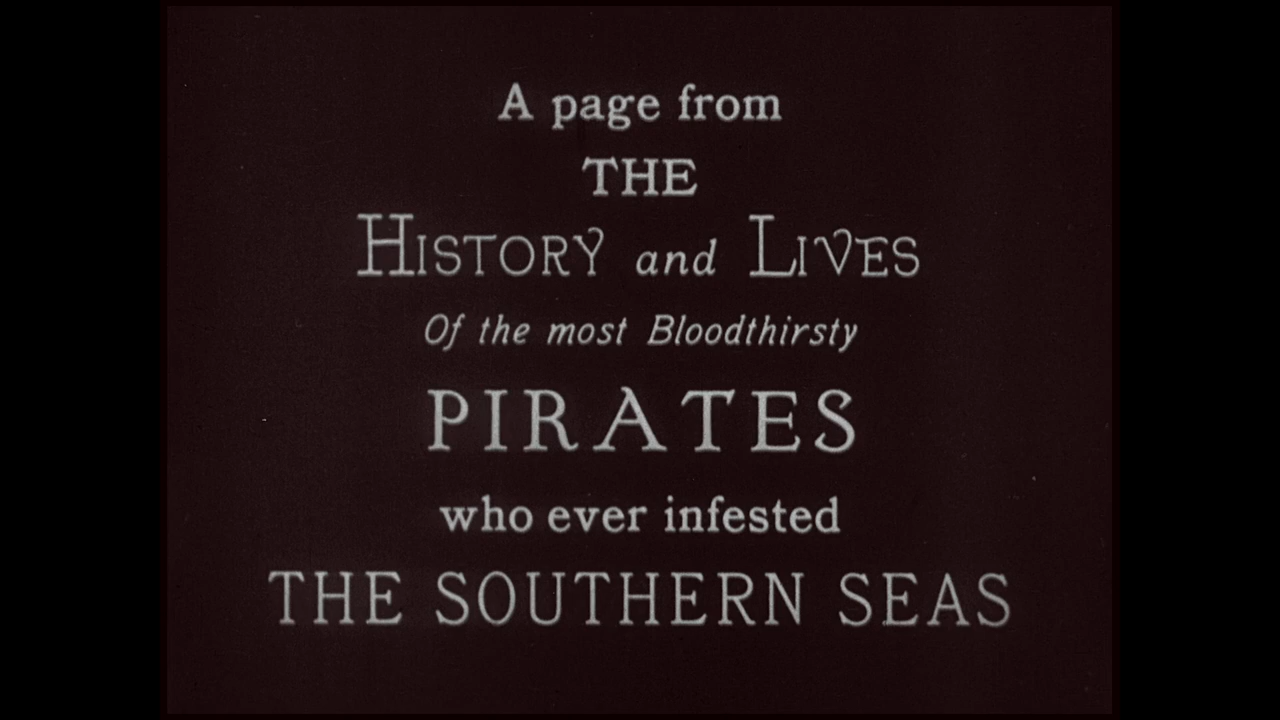 A page from
THE
HISTORY and LIVES
Of the most Bloodthirsty
PIRATES
who ever infested
THE SOUTHERN SEAS